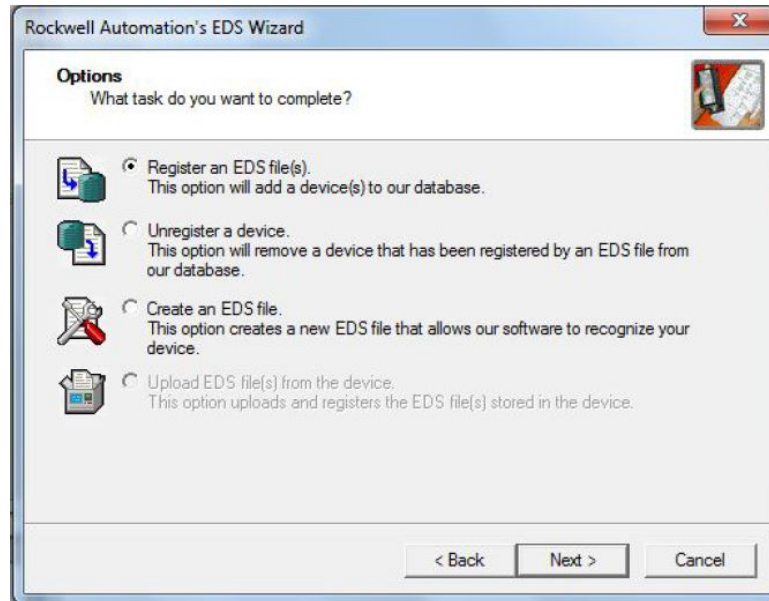 Rockwell Automation's EDS Wizard
Options
What task do you want to complete?
Register an EDS file(s).
This option will add a device(s) to our database.
Unregister a device.
This option will remove a device that has been registered by an EDS file from
our database.
Create an EDS file.
This option creates a new EDS file that allows our software to recognize your
device.
Upload EDS file(s) from the device.
This option uploads and registers the EDS file(s) stored in the device.
< Back Next > Cancel